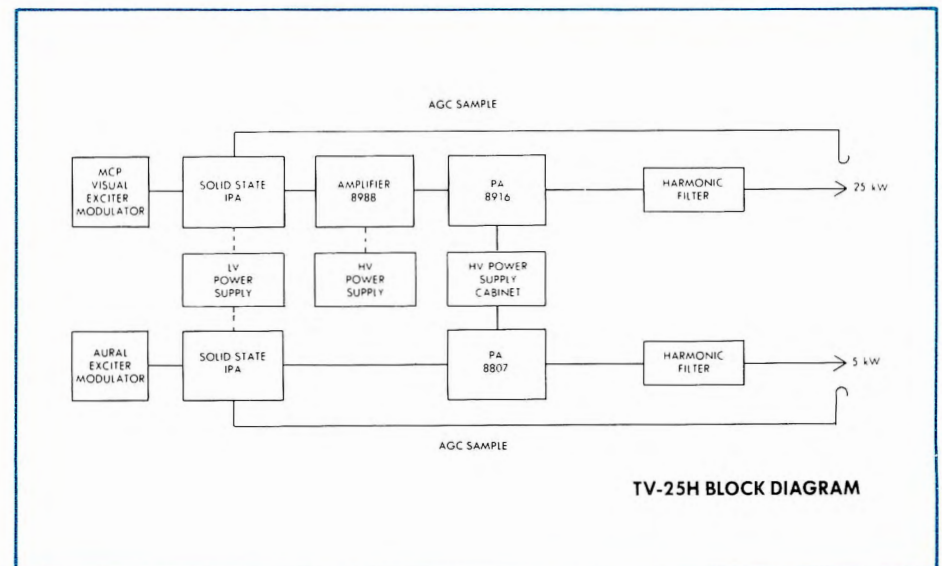 AGC SAMPLE
MCP
VISUAL
EXCITER
MODULATOR
SOLID STATE
IPA
AMPLIFIER
8988
PA
8916
HARMONIC
FILTER
25 kW
LV
POWER
SUPPLY
HV
POWER
SUPPLY
HV POWER
SUPPLY
CABINET
AURAL
EXCITER
MODULATOR
SOLID STATE
IPA
PA
8807
HARMONIC
FILTER
5 kW
AGC SAMPLE
TV-25H BLOCK DIAGRAM